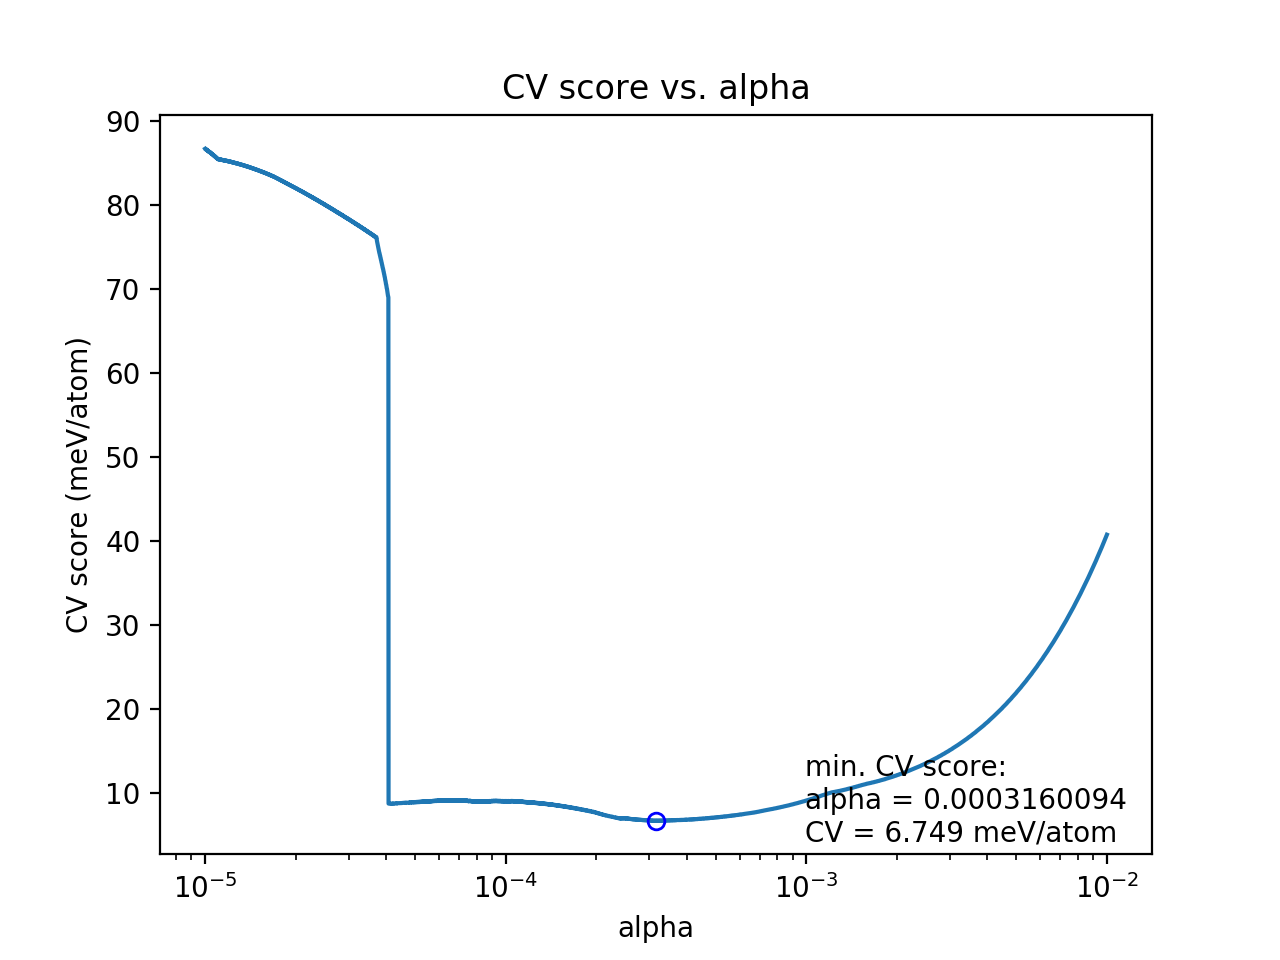 CV score vs. alpha
CV score (meV/atom)
90
80
70
60
50
40
30
20
10
min. CV score:
alpha = 0.0003160094
CV = 6.749 meV/atom
10⁻⁵
10⁻⁴
10⁻³
10⁻²
alpha